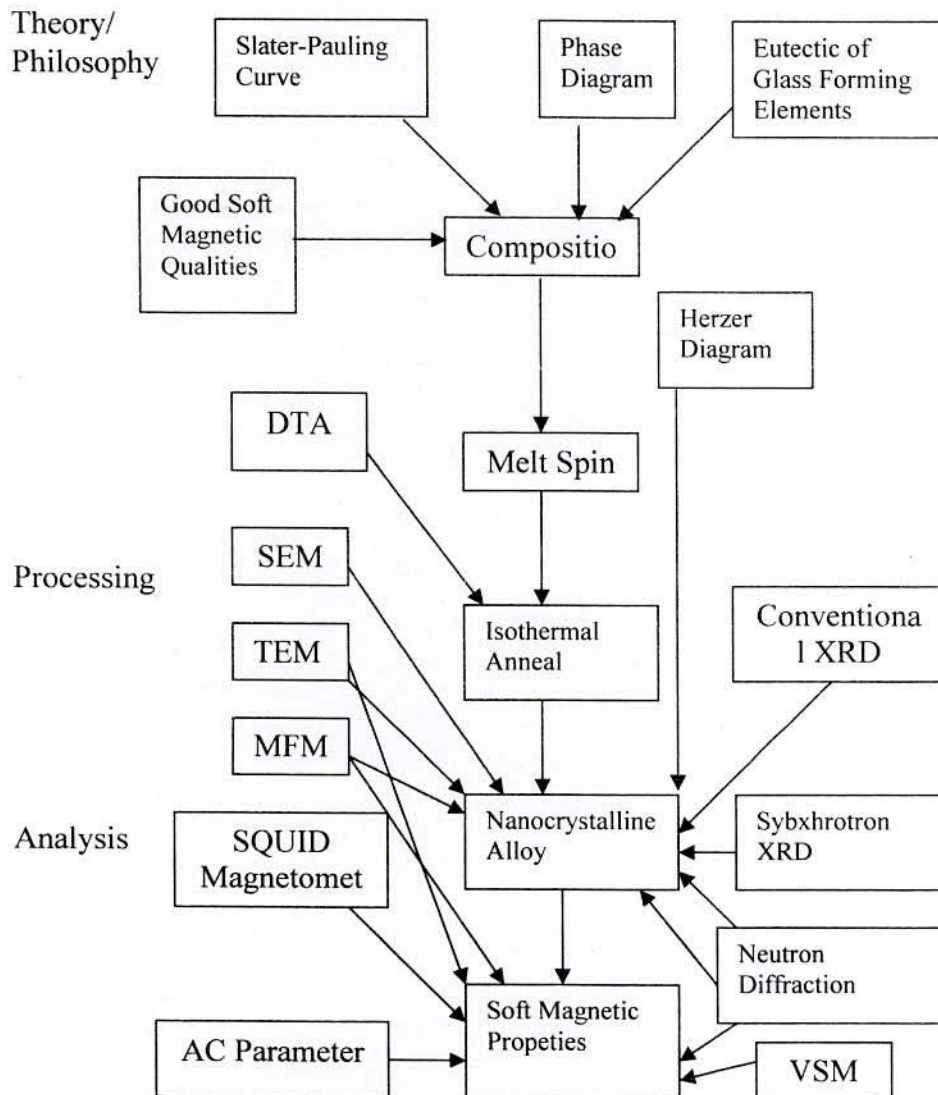 Theory/
Philosophy
Slater-Pauling
Curve
Phase
Diagram
Eutectic of
Glass Forming
Elements
Good Soft
Magnetic
Qualities
Compositio
Herzer
Diagram
DTA
Melt Spin
Processing
SEM
Isothermal
Anneal
Conventiona
l XRD
TEM
MFM
Analysis
Nanocrystalline
Alloy
Sybxhrotron
XRD
SQUID
Magnetomet
Neutron
Diffraction
Soft Magnetic
Propeties
AC Parameter
VSM